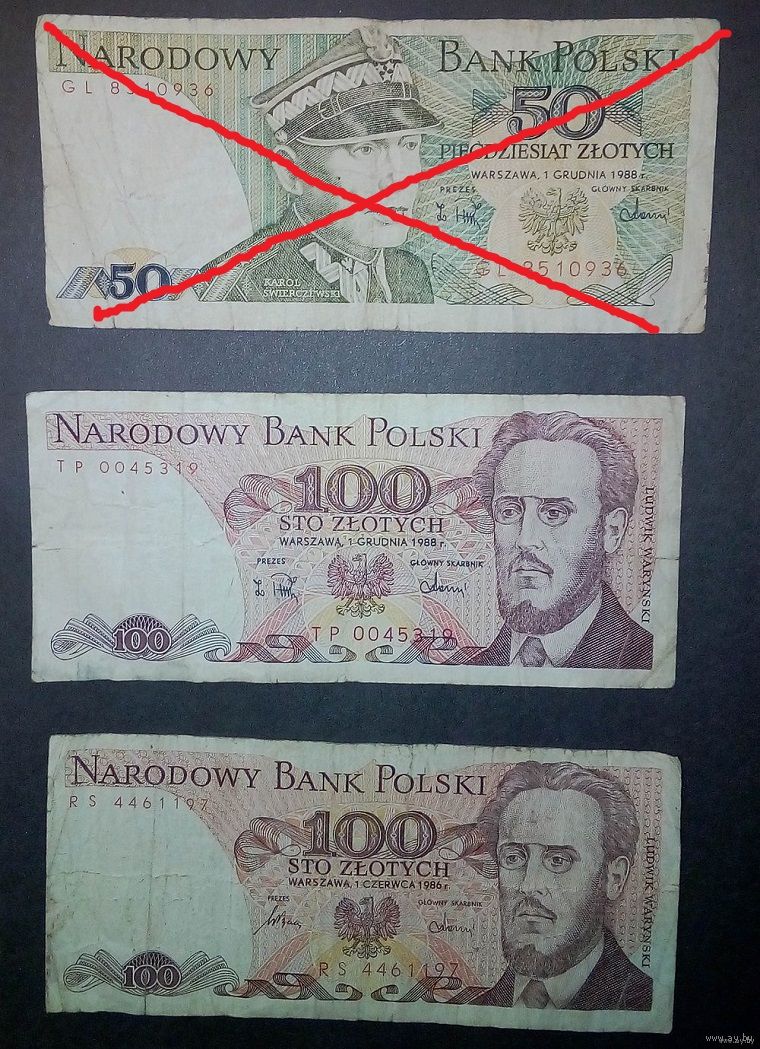 NARODOWY BANK POLSKI
GL 8510936
50
PIĘĆDZIESIĄT ZŁOTYCH
WARSZAWA, 1 GRUDNIA 1988 r.
PREZES GŁÓWNY SKARBNIK
GL 8510936
50
KAROL
ŚWIERCZEWSKI
NARODOWY BANK POLSKI
TP 0045319
100
STO ZŁOTYCH
WARSZAWA, 1 GRUDNIA 1988 r.
PREZES GŁÓWNY SKARBNIK
TP 0045319
100
LUDWIK WARYŃSKI
NARODOWY BANK POLSKI
RS 4461197
100
STO ZŁOTYCH
WARSZAWA, 1 CZERWCA 1986 r.
PREZES GŁÓWNY SKARBNIK
RS 4461197
100
LUDWIK WARYŃSKI
www.ay.by